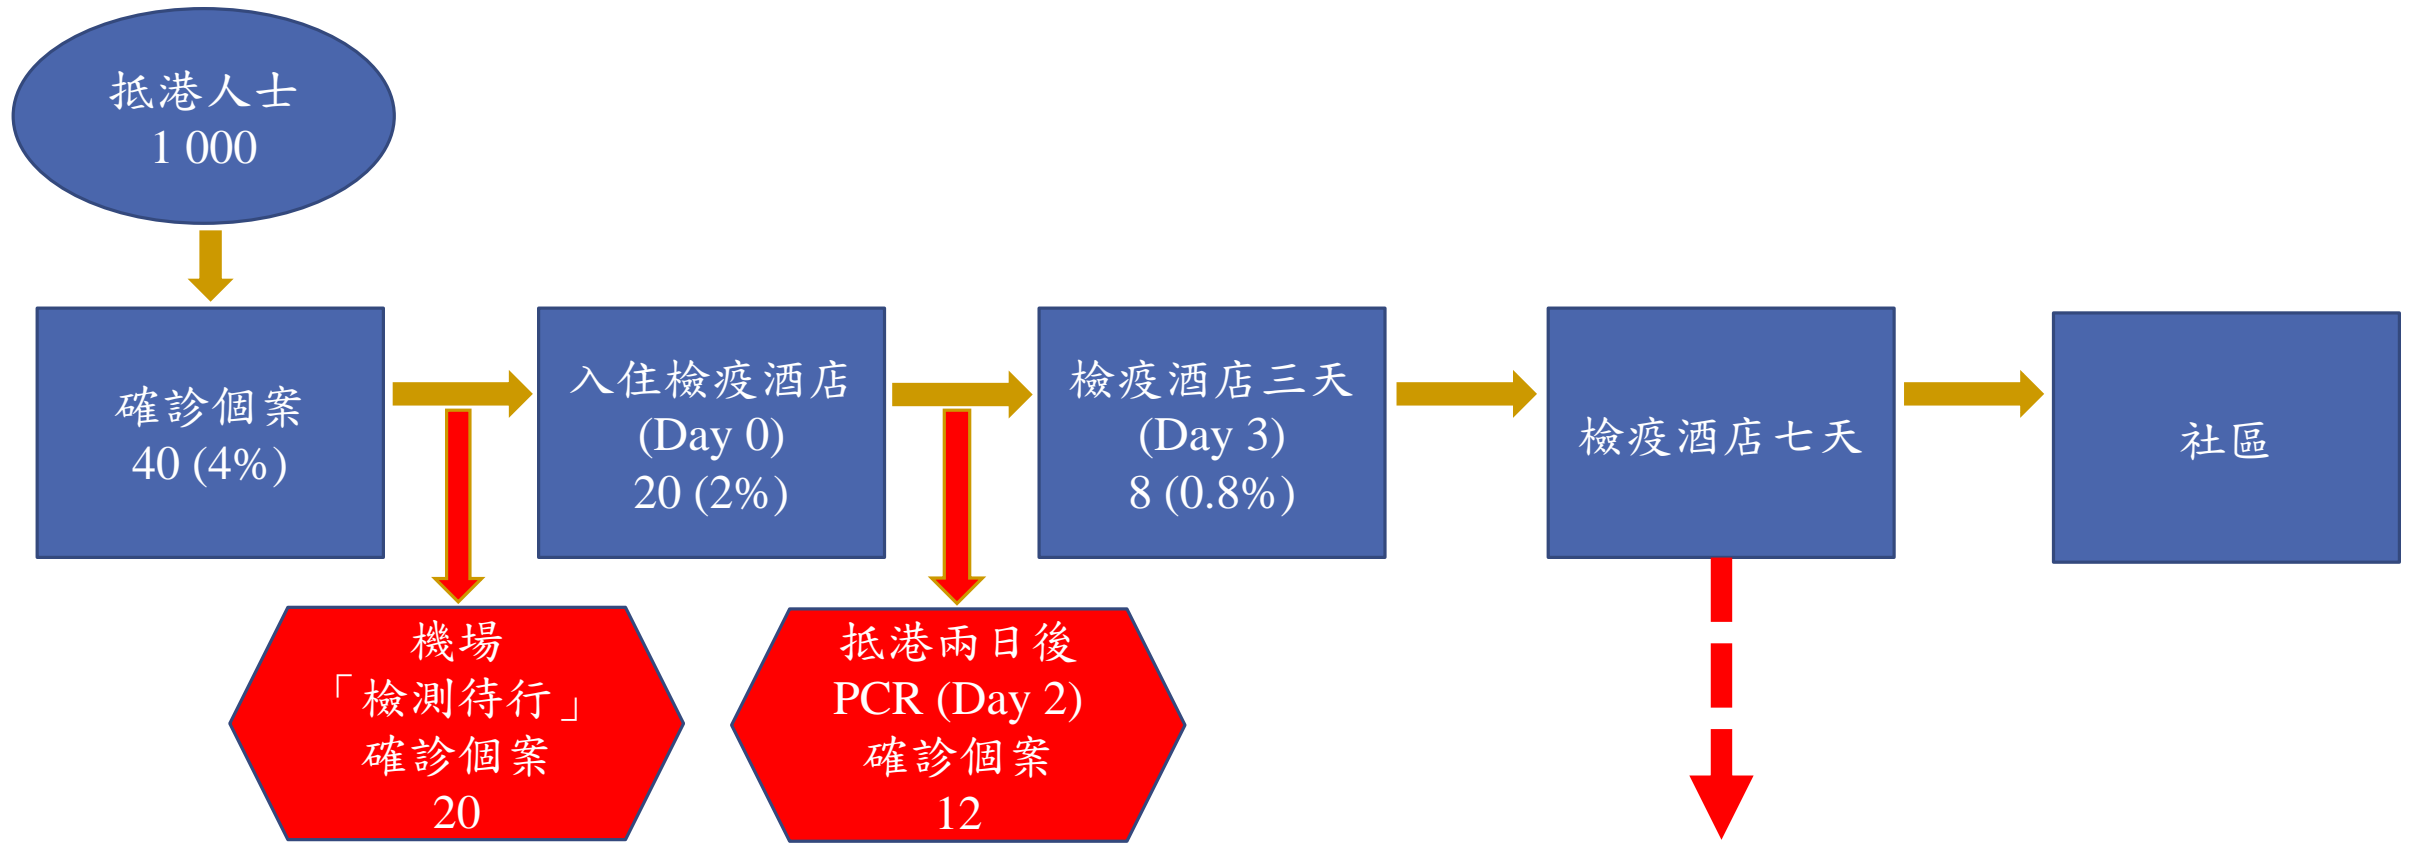 抵港人士
1 000
確診個案
40 (4%)
入住檢疫酒店
(Day 0)
20 (2%)
檢疫酒店三天
(Day 3)
8 (0.8%)
檢疫酒店七天
社區
機場
「檢測待行」
確診個案
20
抵港兩日後
PCR (Day 2)
確診個案
12